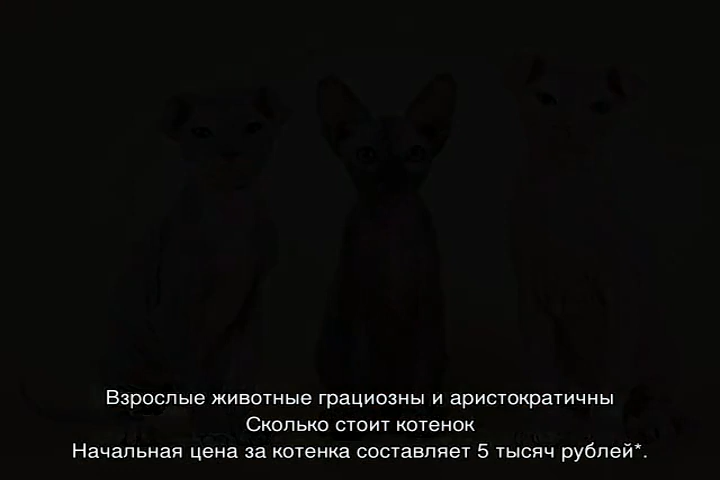 Взрослые животные грациозны и аристократичны
Сколько стоит котенок
Начальная цена за котенка составляет 5 тысяч рублей*.